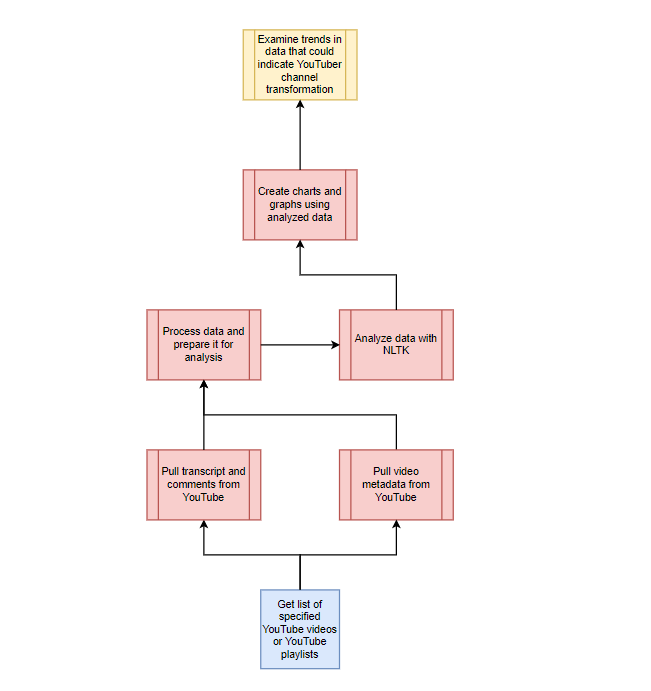 Examine trends in
data that could
indicate YouTuber
channel
transformation
Create charts and
graphs using
analyzed data
Process data and
prepare it for
analysis
Analyze data with
NLTK
Pull transcript and
comments from
YouTube
Pull video
metadata from
YouTube
Get list of
specified
YouTube videos
or YouTube
playlists